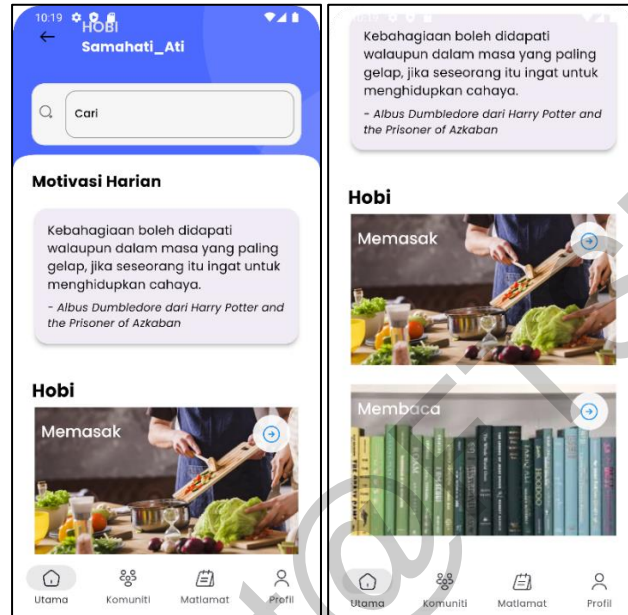 10:19
HOBI
Samahati_Ati
Cari
Motivasi Harian
Kebahagiaan boleh didapati
walaupun dalam masa yang paling
gelap, jika seseorang itu ingat untuk
menghidupkan cahaya.
- Albus Dumbledore dari Harry Potter and
the Prisoner of Azkaban
Hobi
Memasak
Utama
Komuniti
Matlamat
Profil
10:19
Kebahagiaan boleh didapati
walaupun dalam masa yang paling
gelap, jika seseorang itu ingat untuk
menghidupkan cahaya.
- Albus Dumbledore dari Harry Potter and
the Prisoner of Azkaban
Hobi
Memasak
Membaca
Utama
Komuniti
Matlamat
Profil